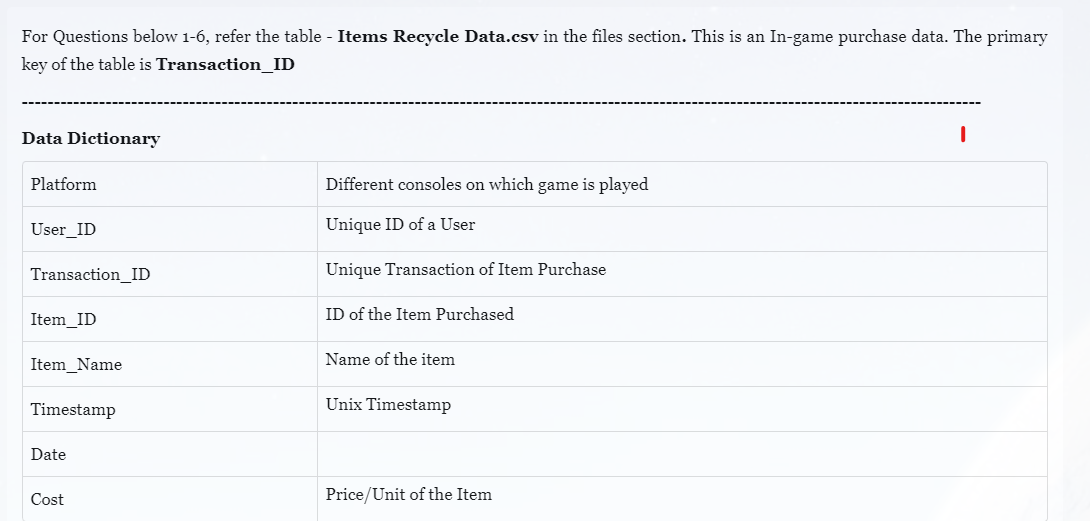 For Questions below 1-6, refer the table - Items Recycle Data.csv in the files section. This is an In-game purchase data. The primary
key of the table is Transaction_ID
Data Dictionary
Platform Different consoles on which game is played
User_ID Unique ID of a User
Transaction_ID Unique Transaction of Item Purchase
Item_ID ID of the Item Purchased
Item_Name Name of the item
Timestamp Unix Timestamp
Date
Cost Price/Unit of the Item